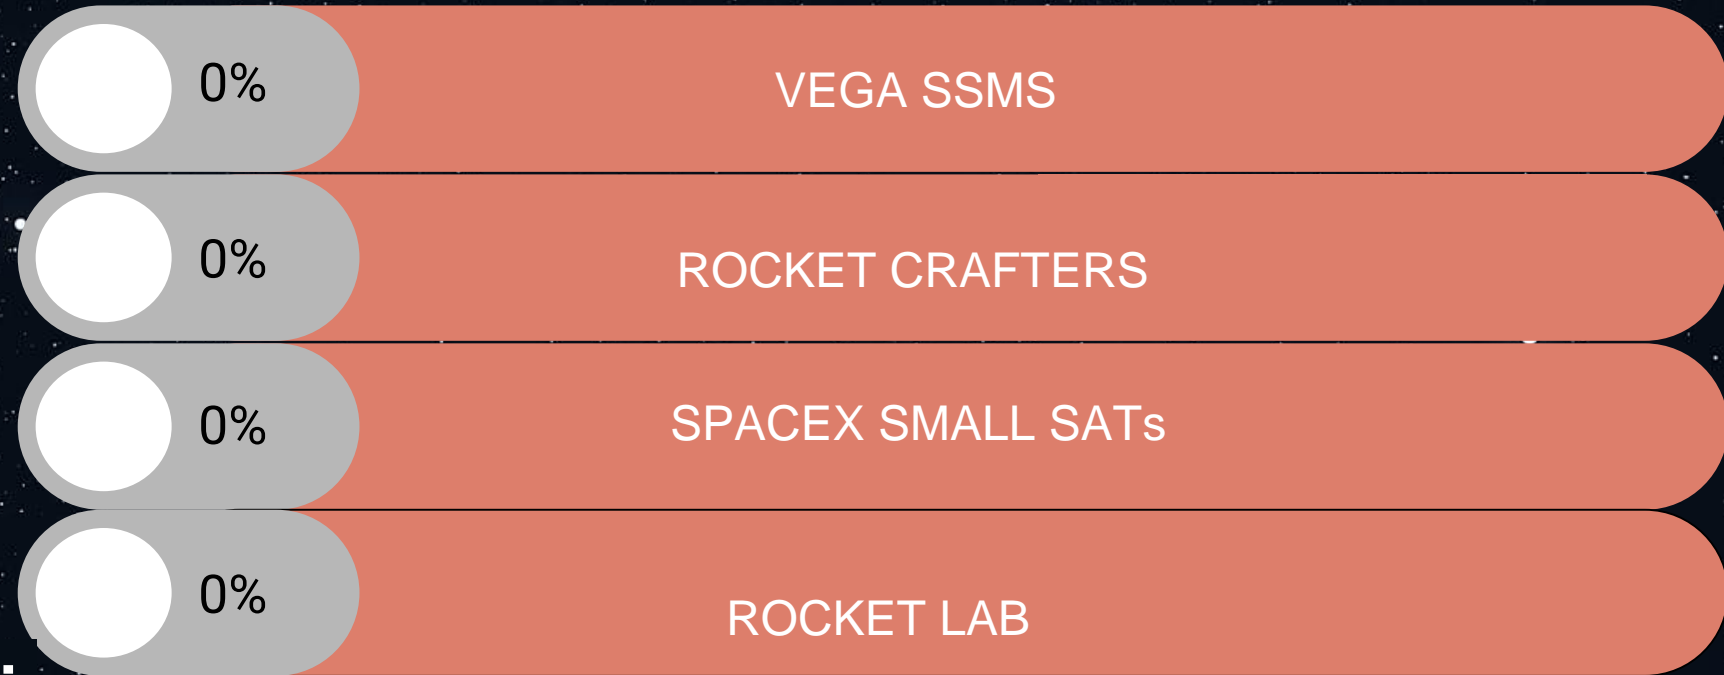 0% VEGA SSMS
0% ROCKET CRAFTERS
0% SPACEX SMALL SATs
0% ROCKET LAB